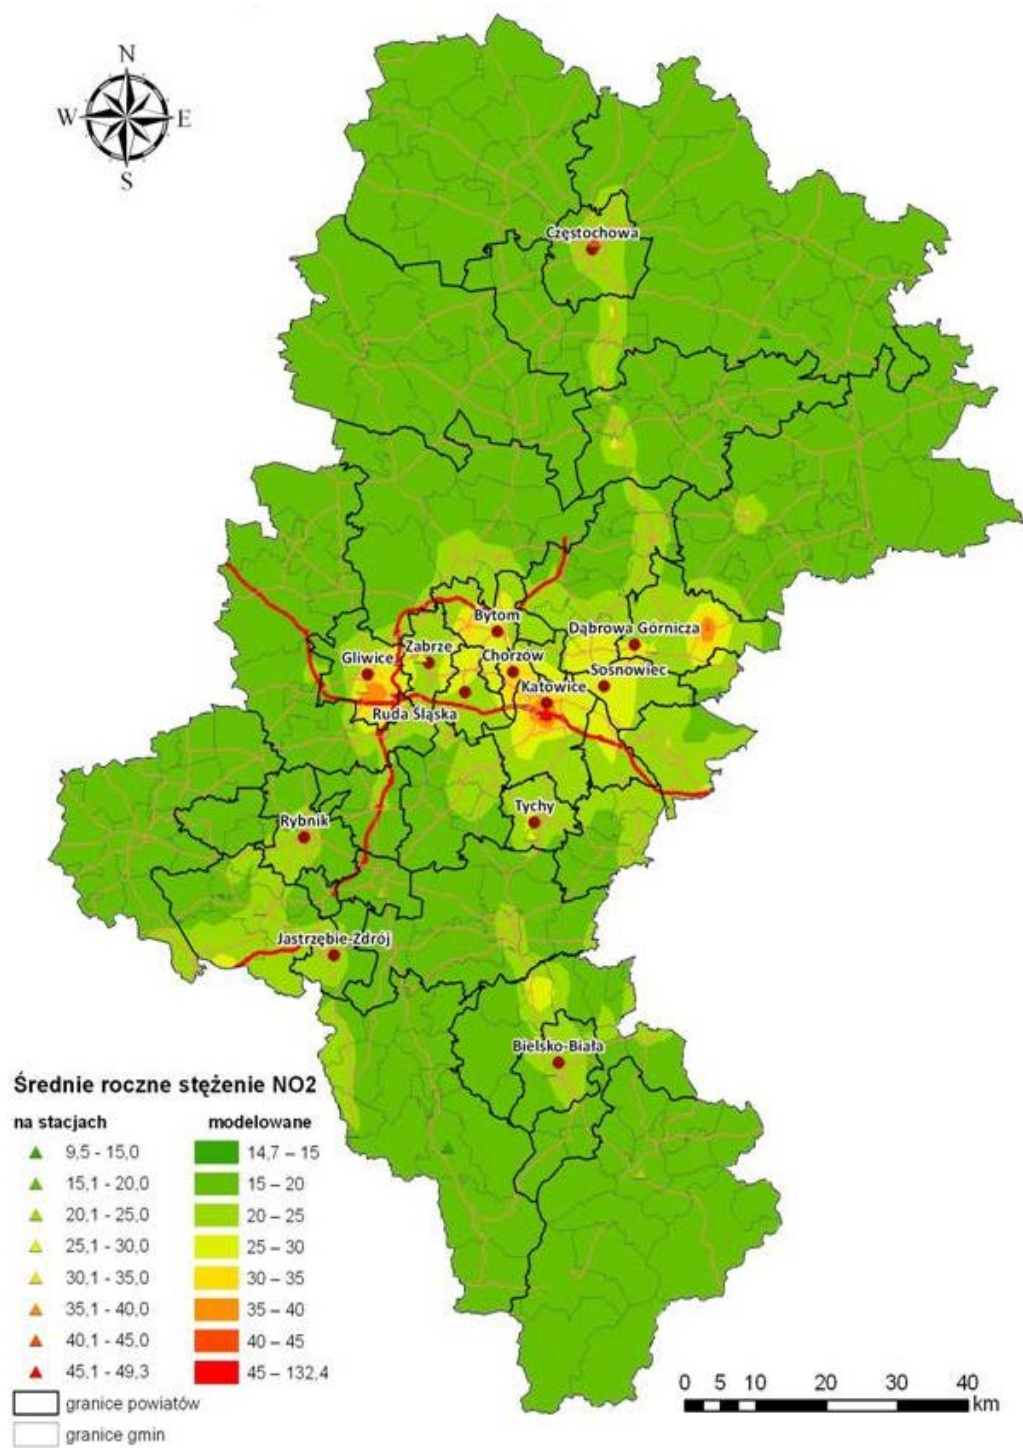 N
W E
S
Częstochowa
Bytom
Dąbrowa Górnicza
Zabrze
Gliwice
Chorzów
Sosnowiec
Katowice
Ruda Śląska
Tychy
Rybnik
Jastrzębie-Zdrój
Bielsko-Biała
Średnie roczne stężenie NO2
na stacjach modelowane
9,5 - 15,0 14,7 – 15
15,1 - 20,0 15 – 20
20,1 - 25,0 20 – 25
25,1 - 30,0 25 – 30
30,1 - 35,0 30 – 35
35,1 - 40,0 35 – 40
40,1 - 45,0 40 – 45
45,1 - 49,3 45 – 132,4
granice powiatów
granice gmin
0 5 10 20 30 40
km